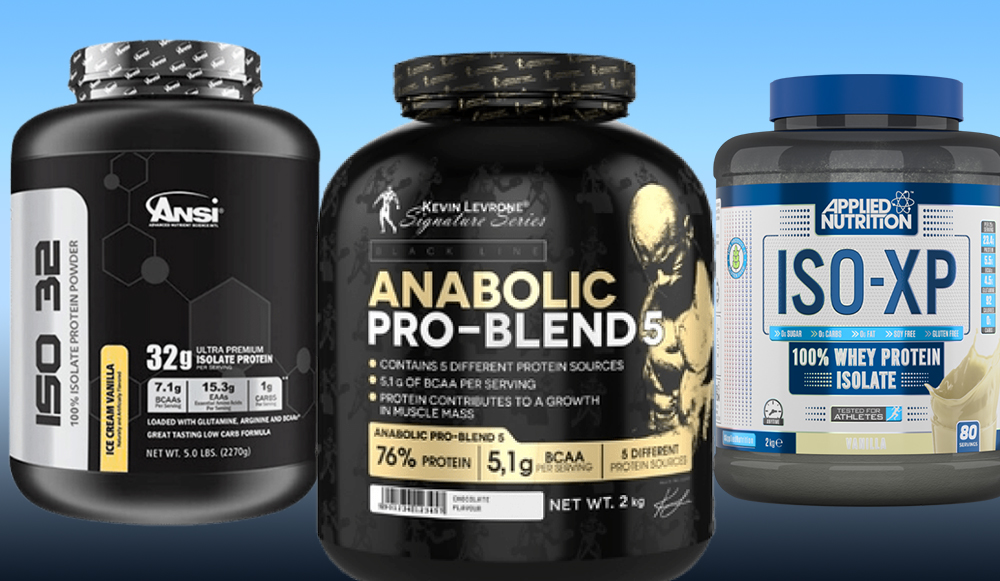 ANSI
ADVANCED NUTRIENT SCIENCE INT'L
ISO 32
100% ISOLATE PROTEIN POWDER
ICE CREAM VANILLA
Naturally and Artificially Flavored
32g ULTRA PREMIUM
ISOLATE PROTEIN
PER SERVING
7.1g
BCAAs
Per Serving
15.3g
EAAs
Essential Amino Acids
Per Serving
1g
CARBS
Per Serving
LOADED WITH GLUTAMINE, ARGININE AND BCAAs
GREAT TASTING LOW CARB FORMULA
NET WT. 5.0 LBS. (2270g)
KEVIN LEVRONE
Signature Series
BLACK LINE
ANABOLIC
PRO-BLEND 5
CONTAINS 5 DIFFERENT PROTEIN SOURCES
5,1 G OF BCAA PER SERVING
PROTEIN CONTRIBUTES TO A GROWTH
IN MUSCLE MASS
ANABOLIC PRO-BLEND 5
76% PROTEIN
5,1g BCAA
PER SERVING
5 DIFFERENT
PROTEIN SOURCES
CHOCOLATE
FLAVOUR
NET WT. 2 kg
APPLIED
NUTRITION
ISO-XP
0g SUGAR
0g CARBS
0g FAT
SOY FREE
GLUTEN FREE
100% WHEY PROTEIN
ISOLATE
TESTED FOR
ATHLETES
2kg e
VANILLA
80
SERVINGS